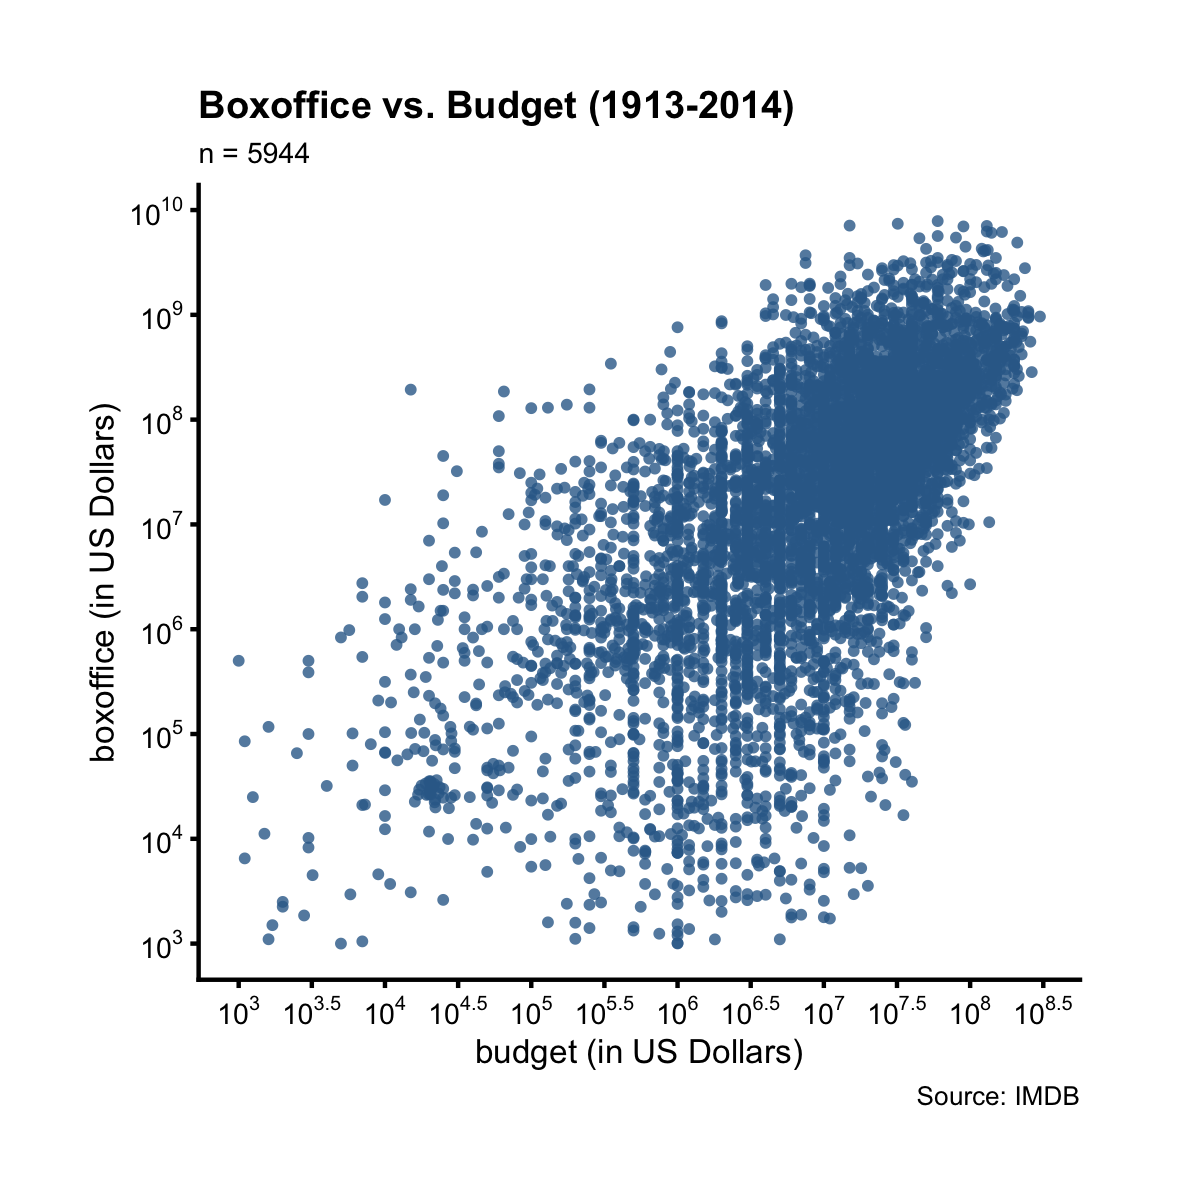 Boxoffice vs. Budget (1913-2014)
n = 5944
boxoffice (in US Dollars)
10^10
10^9
10^8
10^7
10^6
10^5
10^4
10^3
10^3 10^3.5 10^4 10^4.5 10^5 10^5.5 10^6 10^6.5 10^7 10^7.5 10^8 10^8.5
budget (in US Dollars)
Source: IMDB